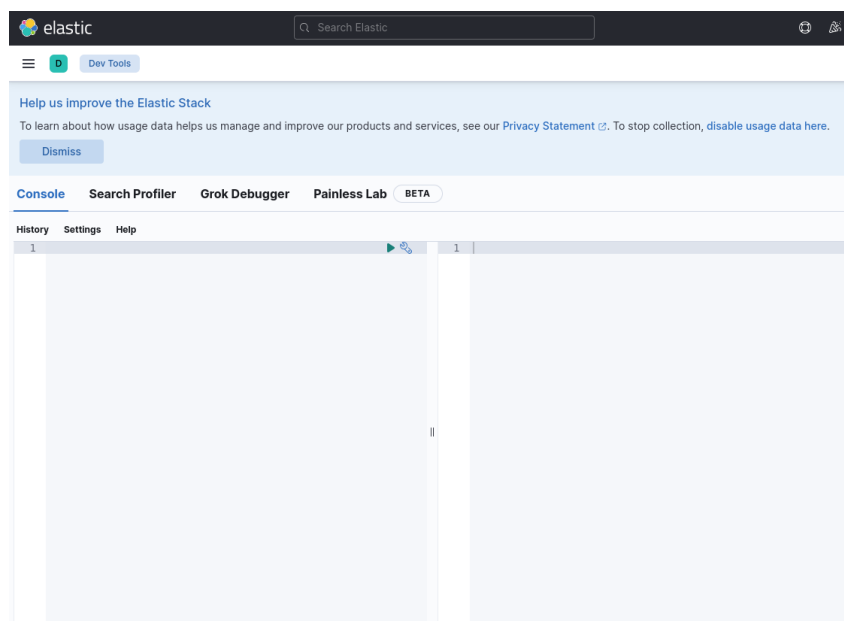 elastic
Search Elastic
D
Dev Tools
Help us improve the Elastic Stack
To learn about how usage data helps us manage and improve our products and services, see our Privacy Statement. To stop collection, disable usage data here.
Dismiss
Console Search Profiler Grok Debugger Painless Lab BETA
History Settings Help
1
1